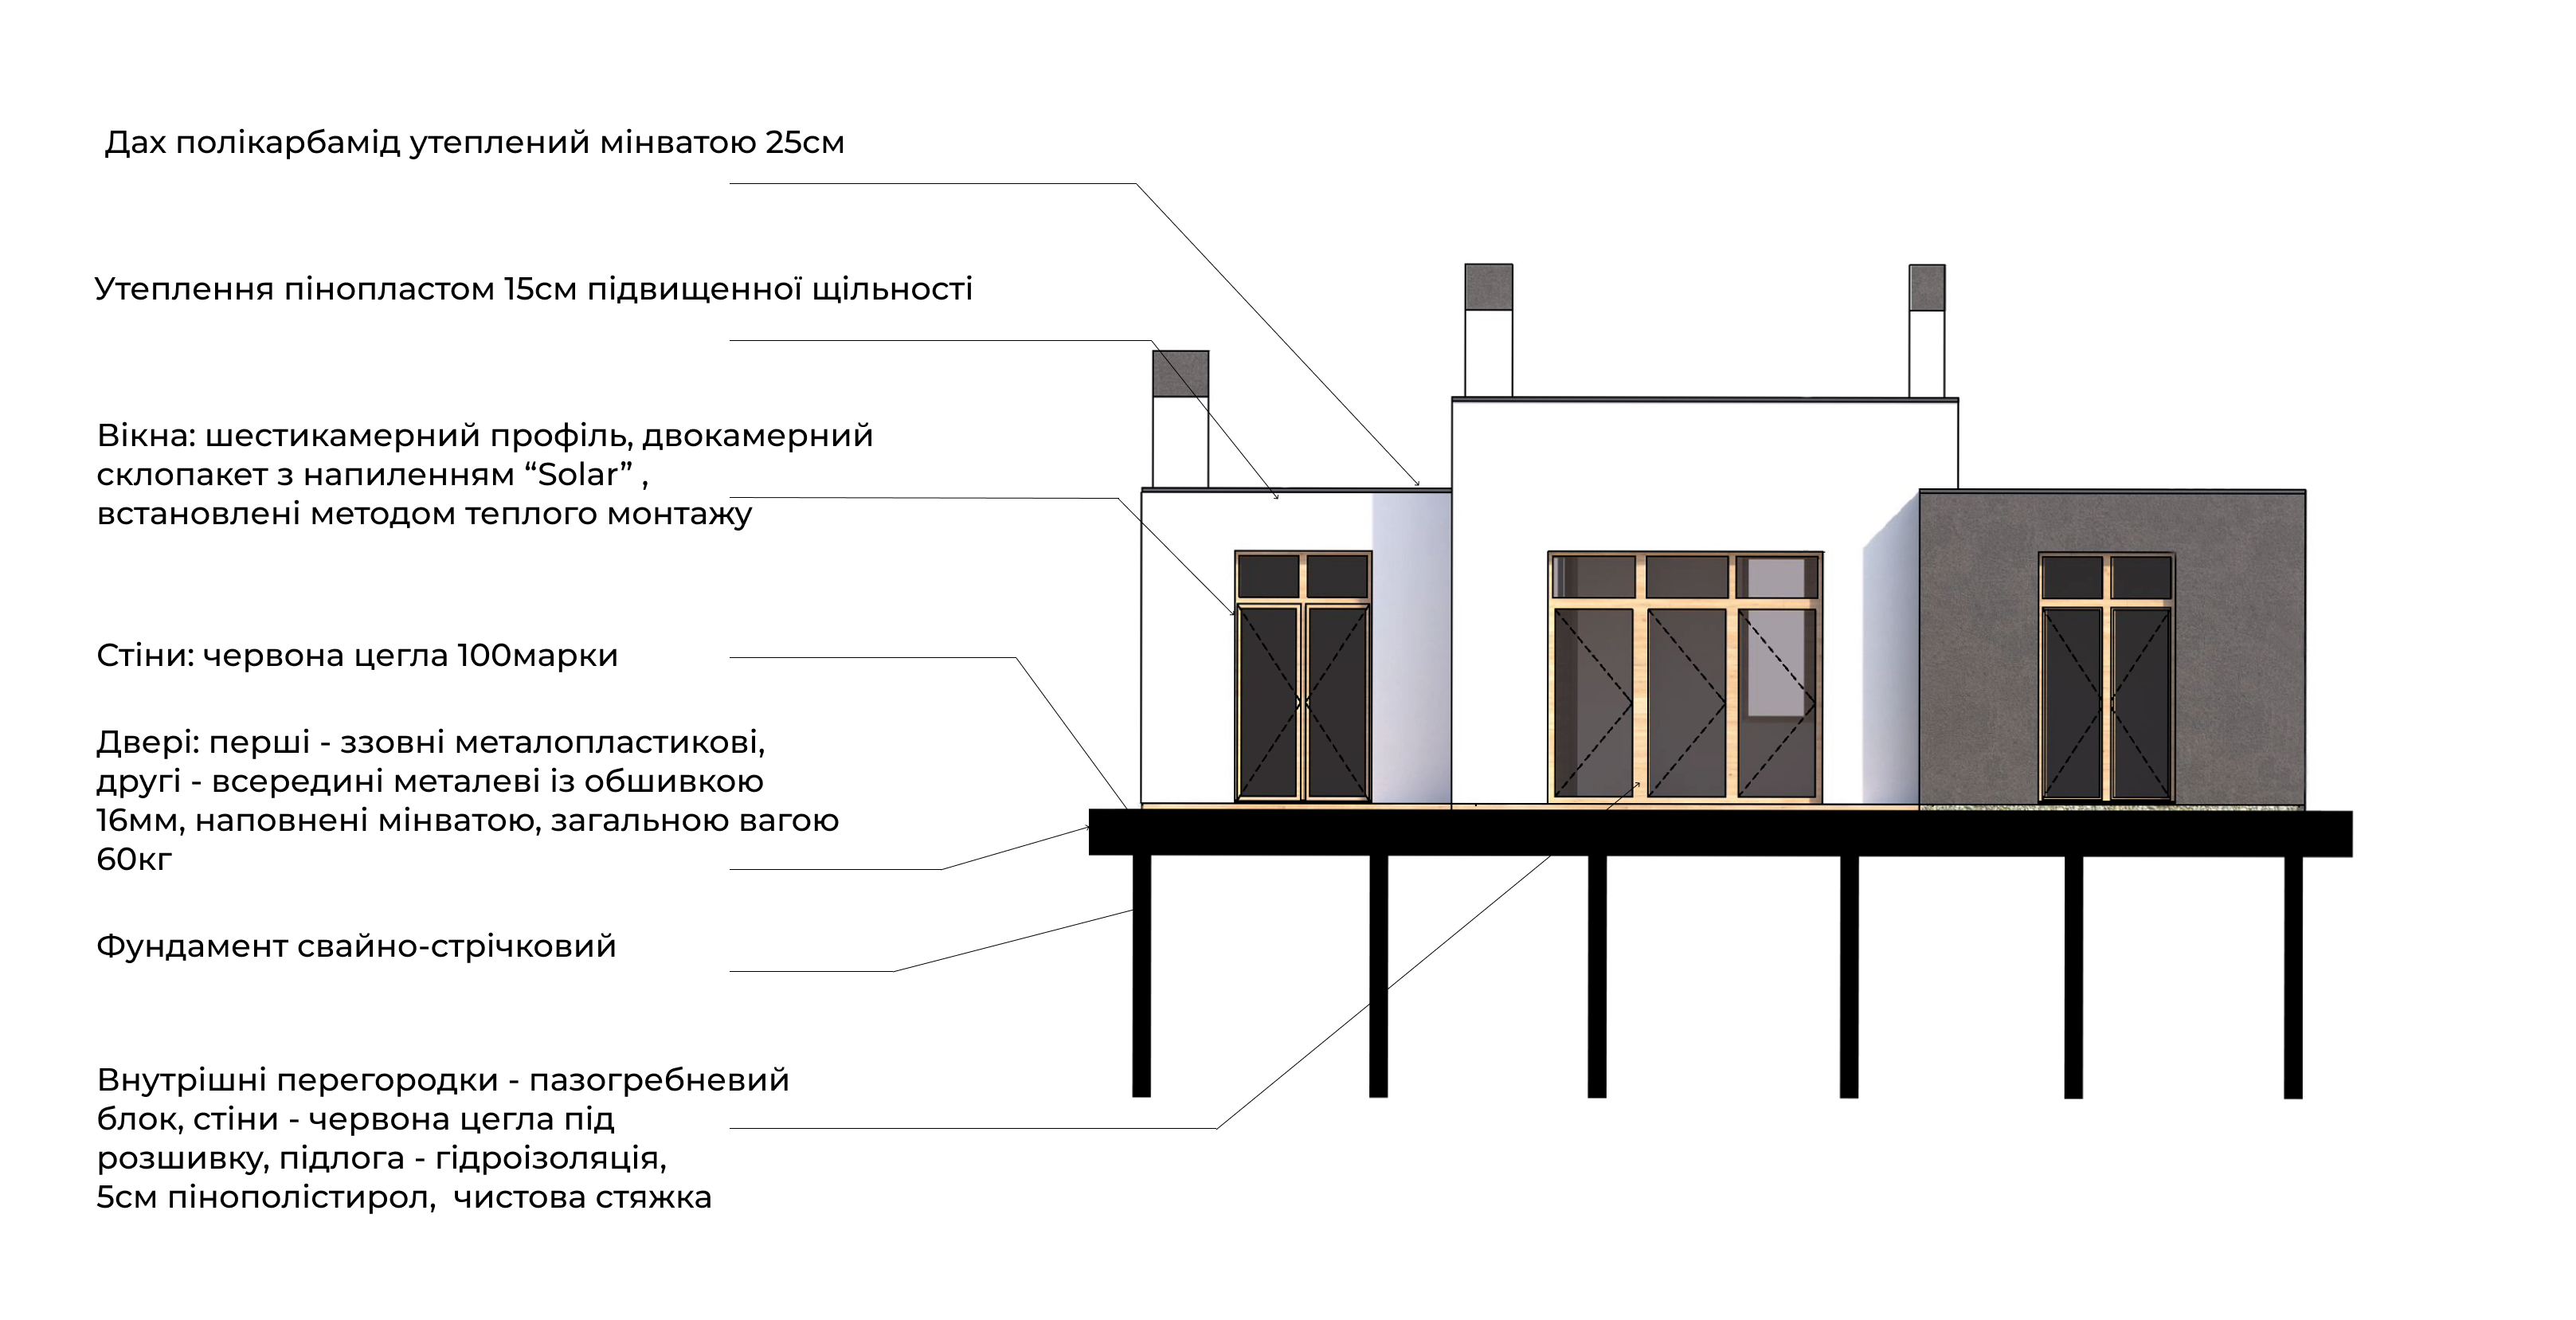 Дах полікарбамід утеплений мінватою 25см
Утеплення пінопластом 15см підвищенної щільності
Вікна: шестикамерний профіль, двокамерний
склопакет з напиленням “Solar” ,
встановлені методом теплого монтажу
Стіни: червона цегла 100марки
Двері: перші - ззовні металопластикові,
другі - всередині металеві із обшивкою
16мм, наповнені мінватою, загальною вагою
60кг
Фундамент свайно-стрічковий
Внутрішні перегородки - пазогребневий
блок, стіни - червона цегла під
розшивку, підлога - гідроізоляція,
5см пінополістирол,  чистова стяжка